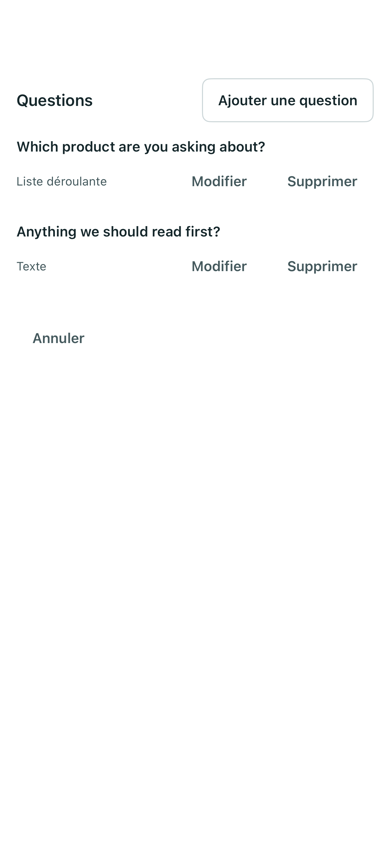 Questions
Ajouter une question
Which product are you asking about?
Liste déroulante
Modifier
Supprimer
Anything we should read first?
Texte
Modifier
Supprimer
Annuler